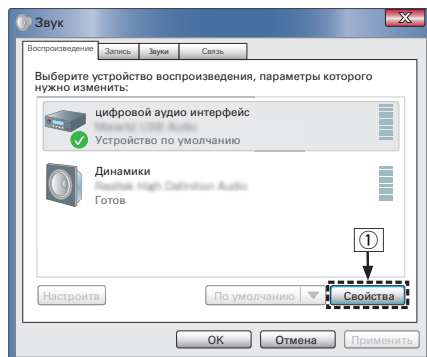 Звук
Воспроизведение Запись Звуки Связь
Выберите устройство воспроизведения, параметры которого
нужно изменить:
цифровой аудио интерфейс
Устройство по умолчанию
Динамики
Готов
1
Настроитв По умолчанию Свойства
OK Отмена Применить